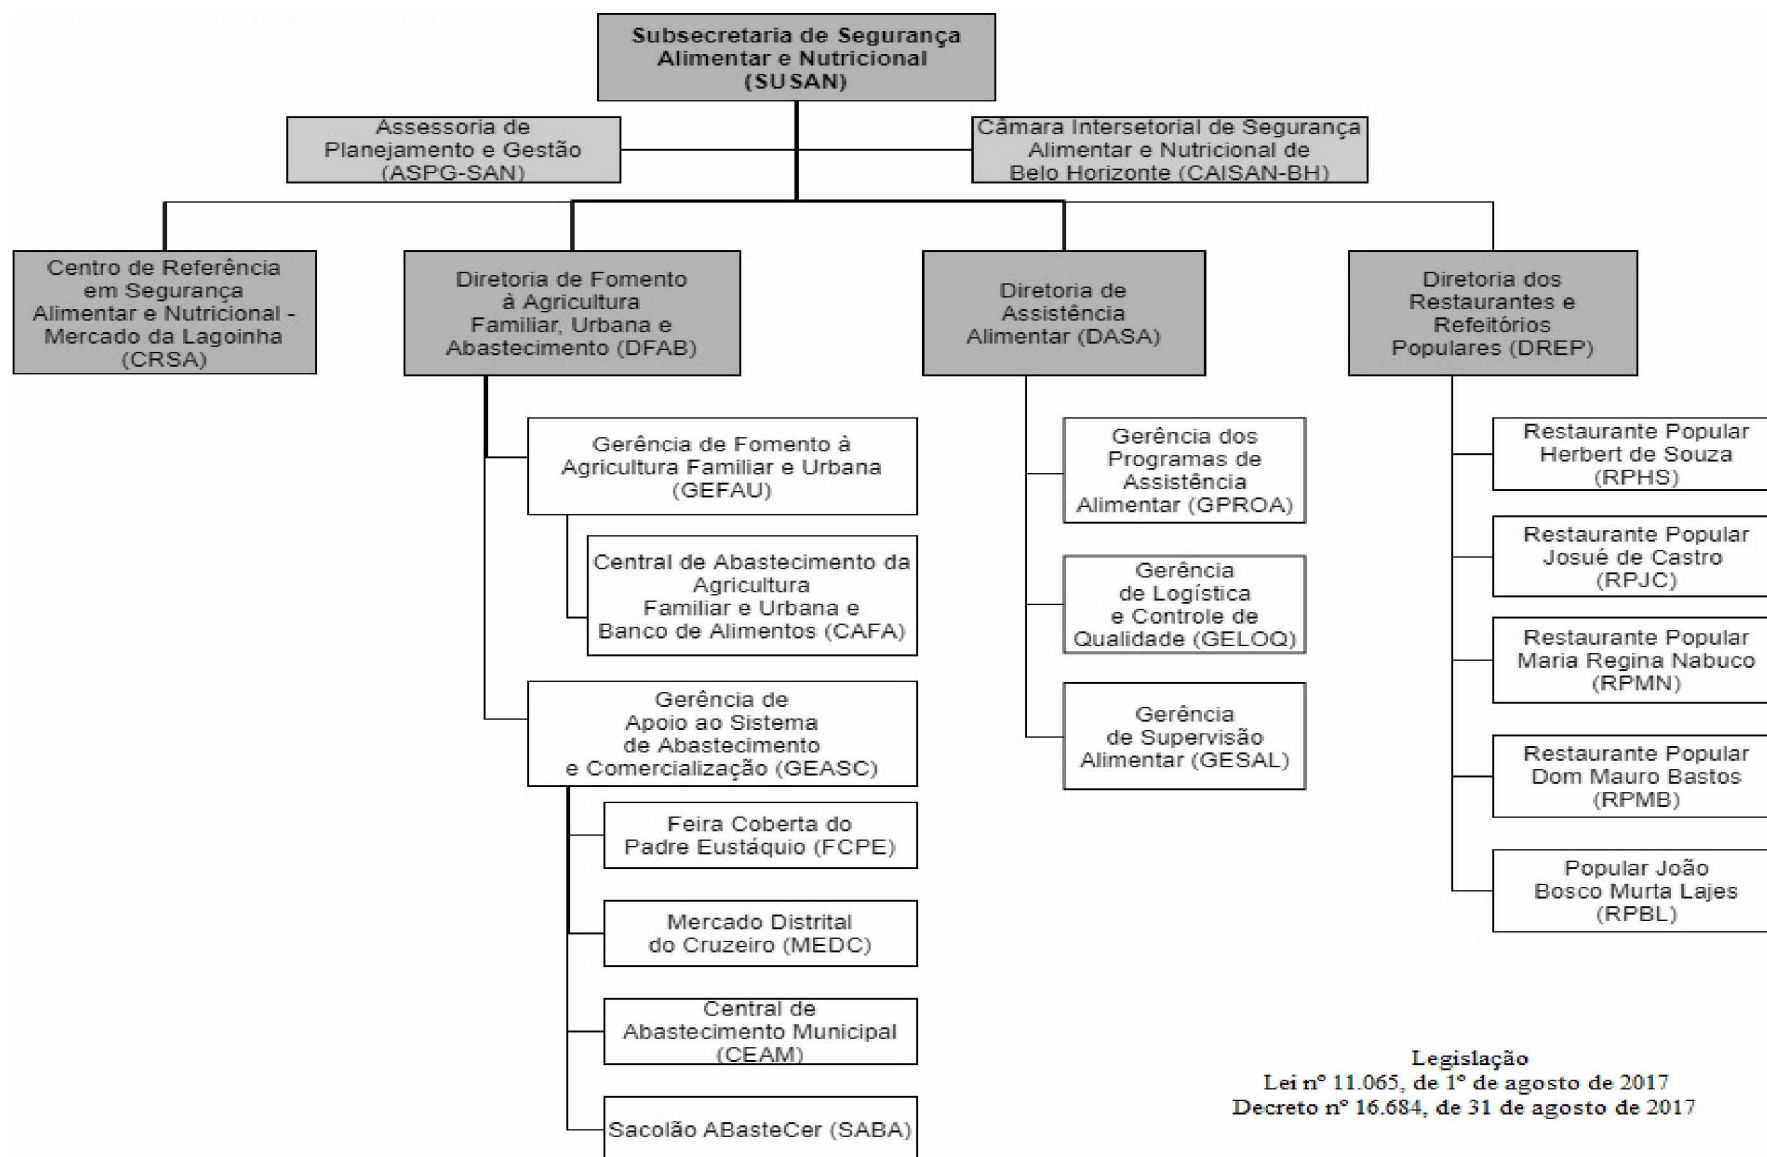 Subsecretaria de Segurança
Alimentar e Nutricional
(SUSAN)
Assessoria de
Planejamento e Gestão
(ASPG-SAN)
Câmara Intersetorial de Segurança
Alimentar e Nutricional de
Belo Horizonte (CAISAN-BH)
Centro de Referência
em Segurança
Alimentar e Nutricional -
Mercado da Lagoinha
(CRSA)
Diretoria de Fomento
à Agricultura
Familiar, Urbana e
Abastecimento (DFAB)
Diretoria de
Assistência
Alimentar (DASA)
Diretoria dos
Restaurantes e
Refeitórios
Populares (DREP)
Gerência de Fomento à
Agricultura Familiar e Urbana
(GEFAU)
Central de Abastecimento da
Agricultura
Familiar e Urbana e
Banco de Alimentos (CAFA)
Gerência de
Apoio ao Sistema
de Abastecimento
e Comercialização (GEASC)
Feira Coberta do
Padre Eustáquio (FCPE)
Mercado Distrital
do Cruzeiro (MEDC)
Central de
Abastecimento Municipal
(CEAM)
Sacolão ABasteCer (SABA)
Gerência dos
Programas de
Assistência
Alimentar (GPROA)
Gerência
de Logística
e Controle de
Qualidade (GELOQ)
Gerência
de Supervisão
Alimentar (GESAL)
Restaurante Popular
Herbert de Souza
(RPHS)
Restaurante Popular
Josué de Castro
(RPJC)
Restaurante Popular
Maria Regina Nabuco
(RPMN)
Restaurante Popular
Dom Mauro Bastos
(RPMB)
Popular João
Bosco Murta Lajes
(RPBL)
Legislação
Lei nº 11.065, de 1º de agosto de 2017
Decreto nº 16.684, de 31 de agosto de 2017